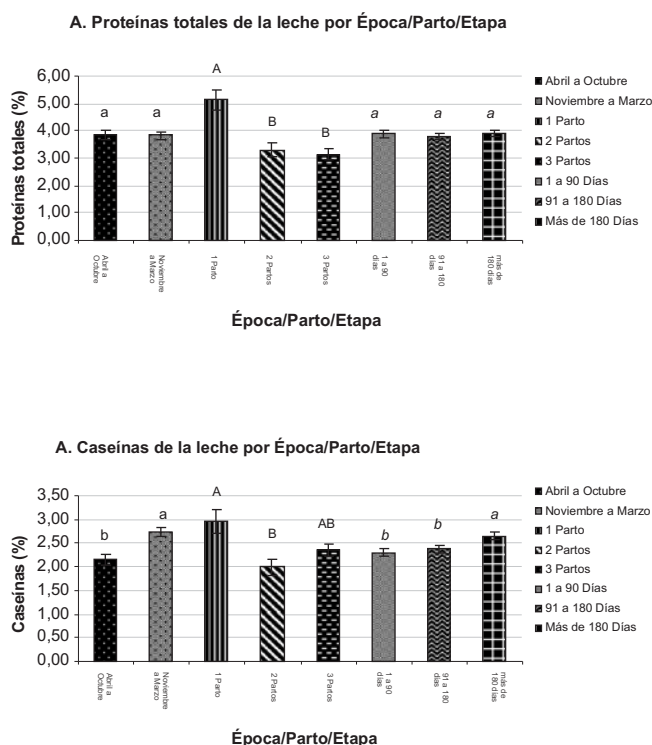 A. Proteínas totales de la leche por Época/Parto/Etapa
Proteínas totales (%)
6,00
5,00
4,00
3,00
2,00
1,00
0,00
a
a
A
B
B
a
a
a
Abril a
Octubre
Noviembre
a Marzo
1 Parto
2 Partos
3 Partos
1 a 90
días
91 a 180
días
más de
180 días
Época/Parto/Etapa
Abril a Octubre
Noviembre a Marzo
1 Parto
2 Partos
3 Partos
1 a 90 Días
91 a 180 Días
Más de 180 Días
A. Caseínas de la leche por Época/Parto/Etapa
Caseínas (%)
3,50
3,00
2,50
2,00
1,50
1,00
0,50
0,00
b
a
A
B
AB
b
b
a
Abril a
Octubre
Noviembre
a Marzo
1 Parto
2 Partos
3 Partos
1 a 90
días
91 a 180
días
más de
180 días
Época/Parto/Etapa
Abril a Octubre
Noviembre a Marzo
1 Parto
2 Partos
3 Partos
1 a 90 Días
91 a 180 Días
Más de 180 Días